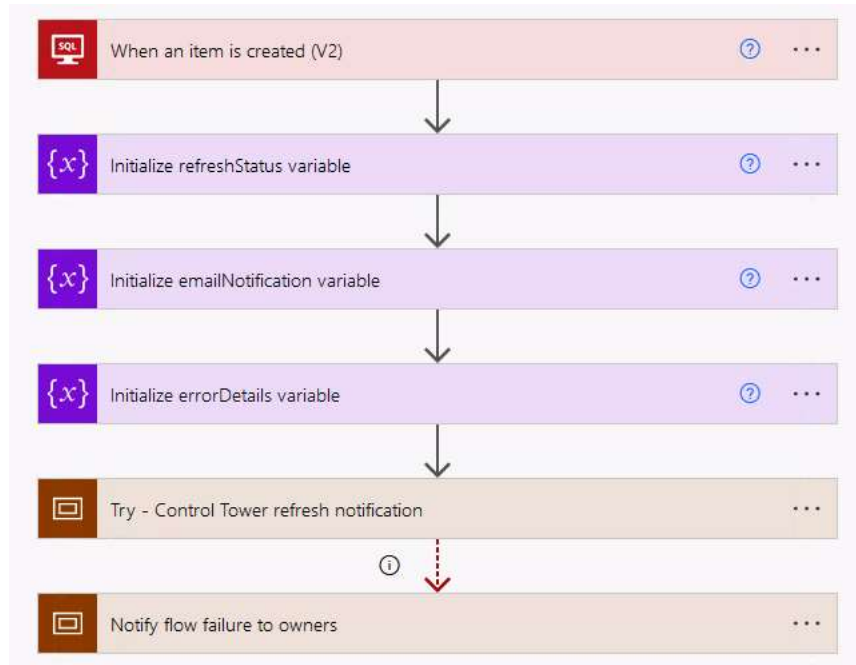 SQL
When an item is created (V2)
{x}
Initialize refreshStatus variable
{x}
Initialize emailNotification variable
{x}
Initialize errorDetails variable
Try - Control Tower refresh notification
Notify flow failure to owners